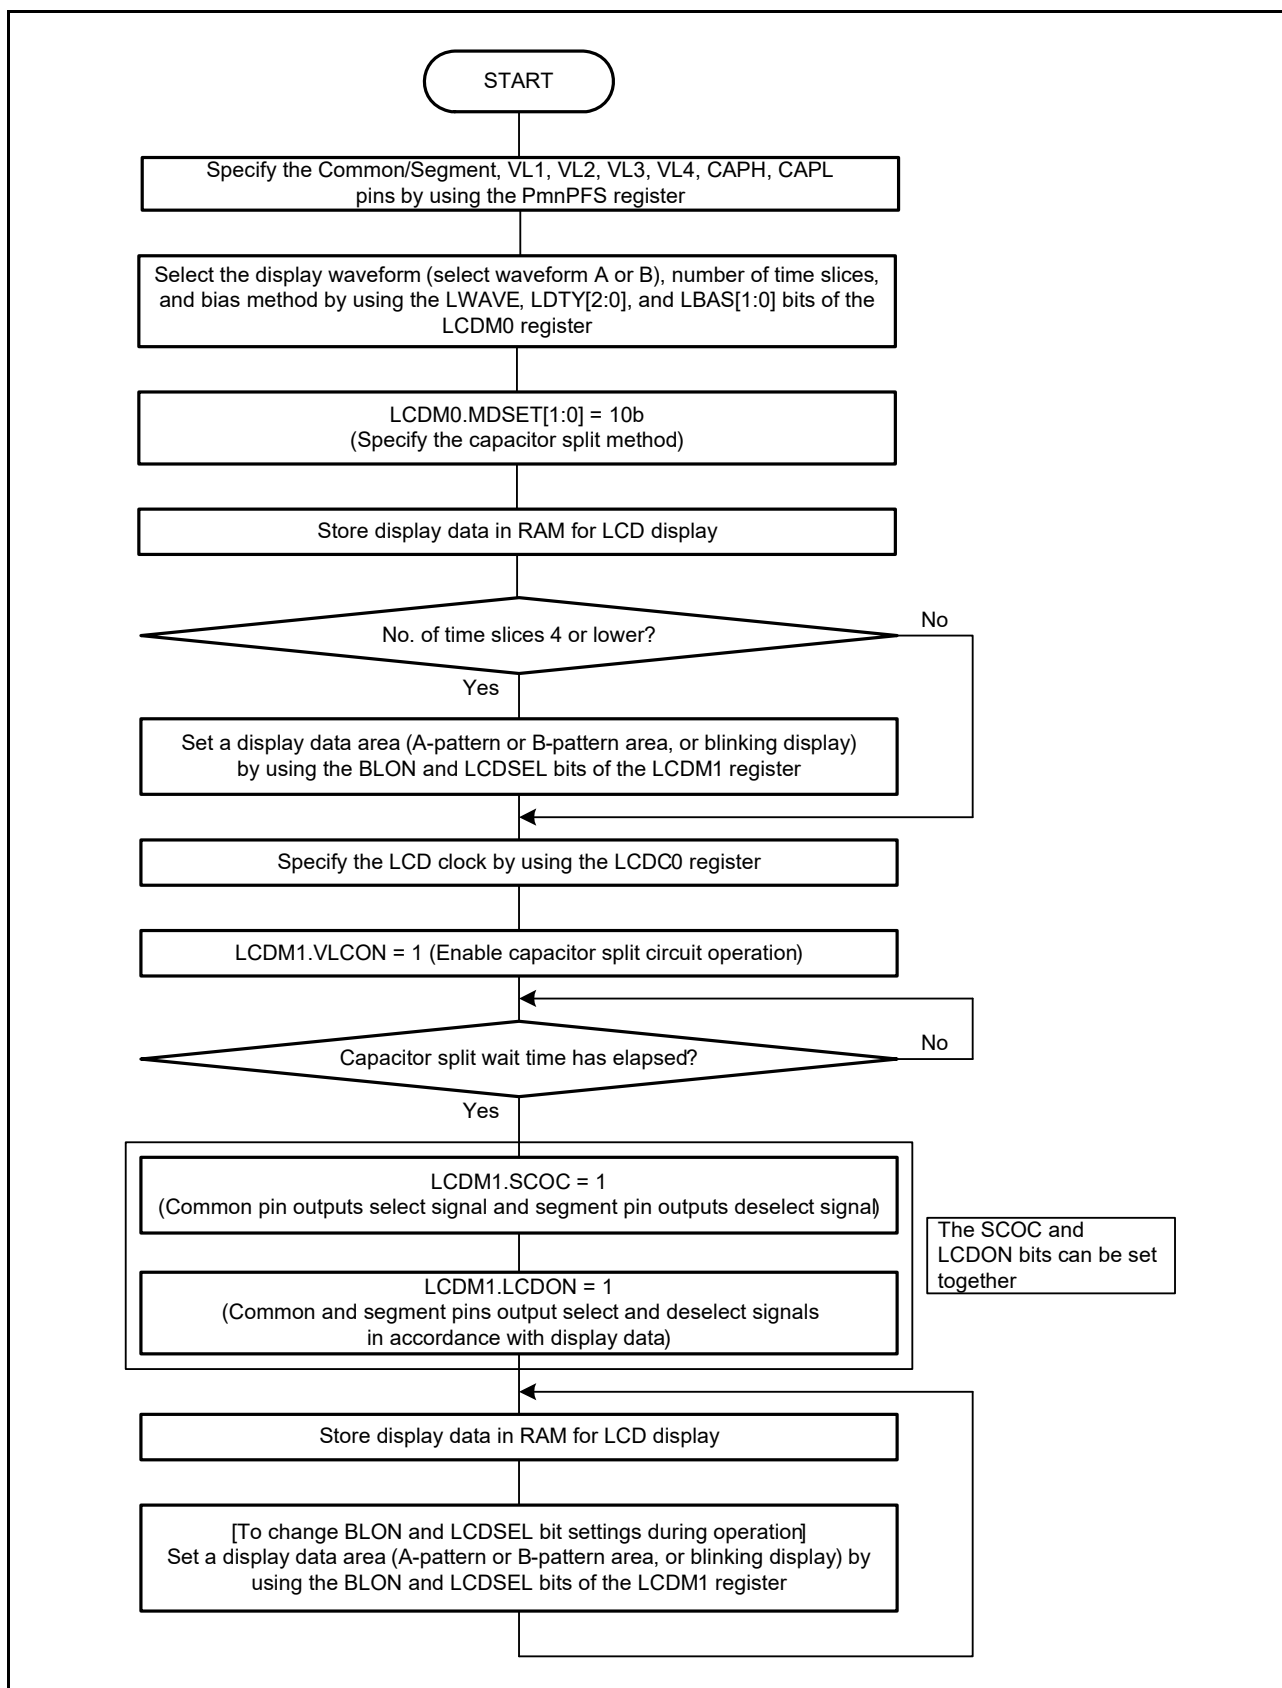 START
Specify the Common/Segment, VL1, VL2, VL3, VL4, CAPH, CAPL
pins by using the PmnPFS register
Select the display waveform (select waveform A or B), number of time slices,
and bias method by using the LWAVE, LDTY[2:0], and LBAS[1:0] bits of the
LCDM0 register
LCDM0.MDSET[1:0] = 10b
(Specify the capacitor split method)
Store display data in RAM for LCD display
No. of time slices 4 or lower?
No
Yes
Set a display data area (A-pattern or B-pattern area, or blinking display)
by using the BLON and LCDSEL bits of the LCDM1 register
Specify the LCD clock by using the LCDC0 register
LCDM1.VLCON = 1 (Enable capacitor split circuit operation)
Capacitor split wait time has elapsed?
No
Yes
LCDM1.SCOC = 1
(Common pin outputs select signal and segment pin outputs deselect signal)
The SCOC and
LCDON bits can be set
together
LCDM1.LCDON = 1
(Common and segment pins output select and deselect signals
in accordance with display data)
Store display data in RAM for LCD display
[To change BLON and LCDSEL bit settings during operation]
Set a display data area (A-pattern or B-pattern area, or blinking display) by
using the BLON and LCDSEL bits of the LCDM1 register